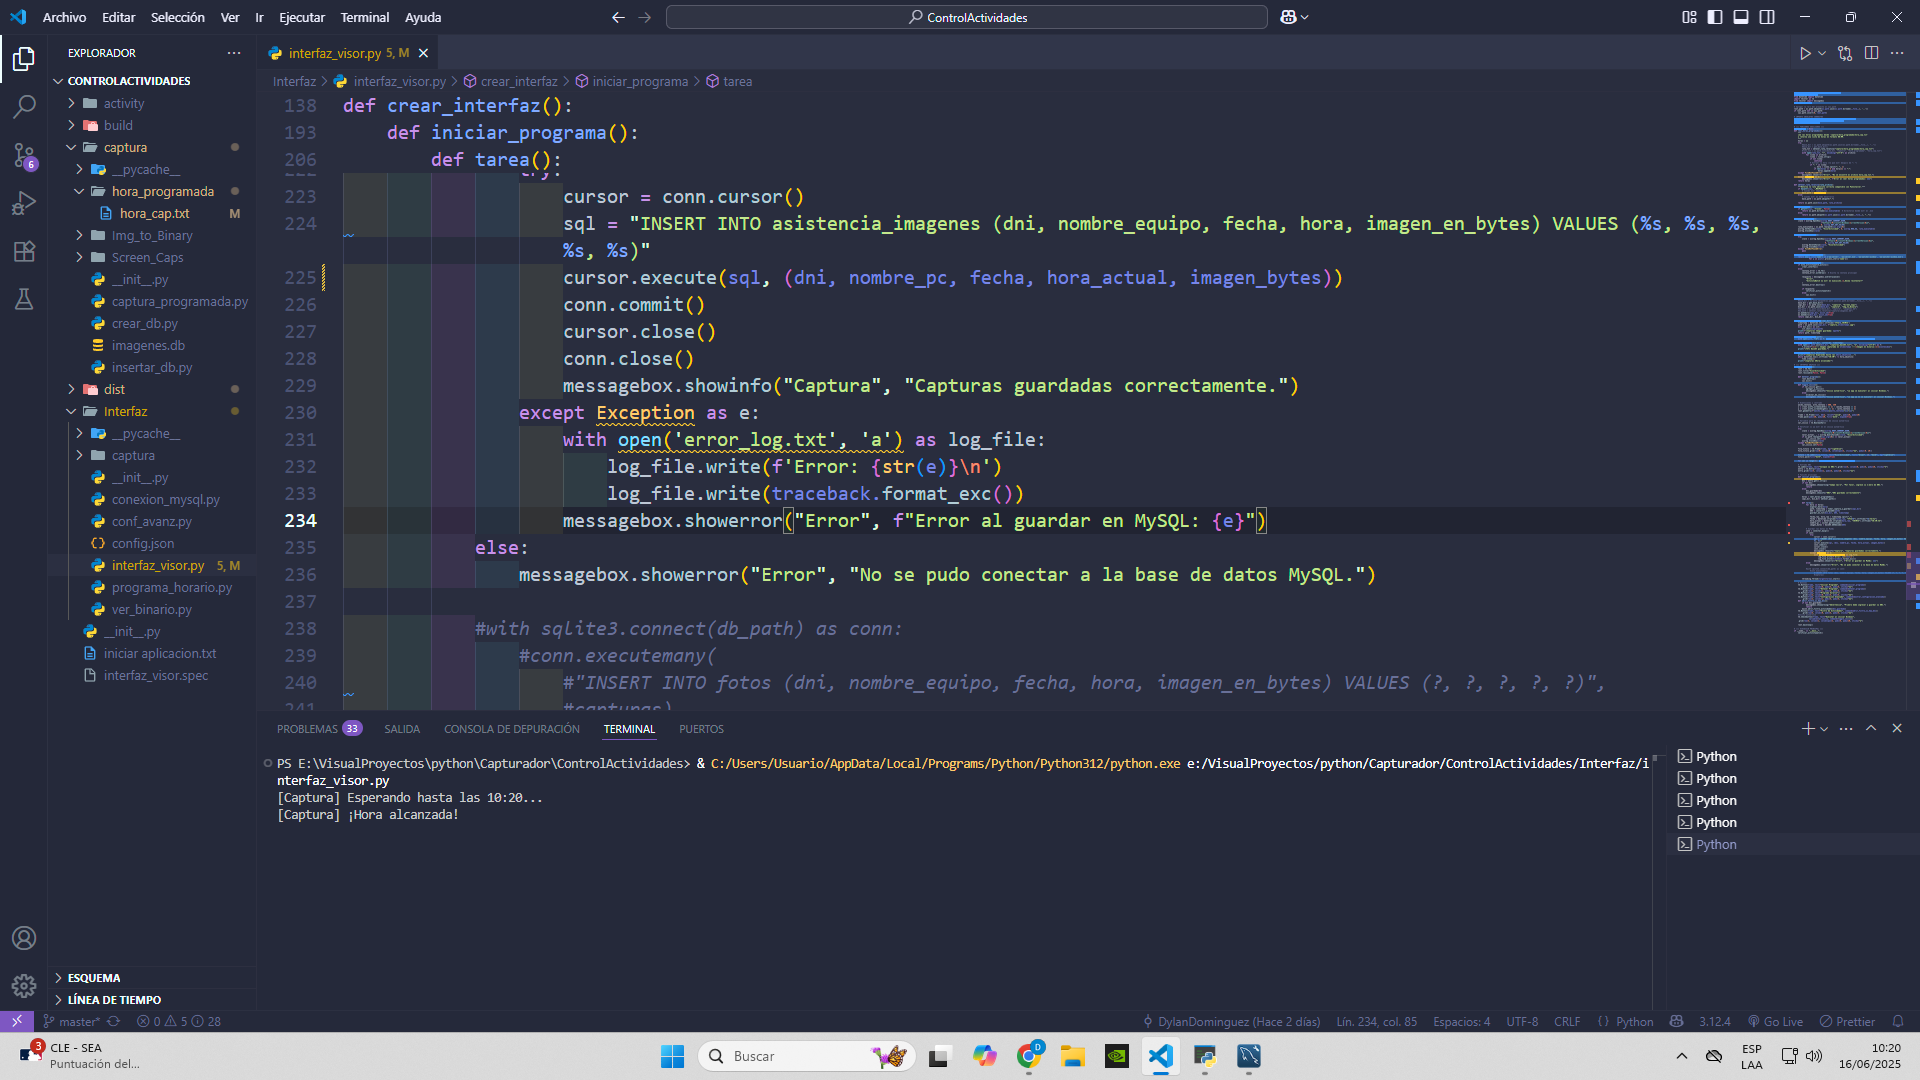 Archivo Editar Selección Ver Ir Ejecutar Terminal Ayuda
ControlActividades
EXPLORADOR
CONTROLACTIVIDADES
activity
build
captura
__pycache__
hora_programada
hora_cap.txt M
Img_to_Binary
Screen_Caps
__init__.py
captura_programada.py
crear_db.py
imagenes.db
insertar_db.py
dist
Interfaz
__pycache__
captura
__init__.py
conexion_mysql.py
conf_avanz.py
config.json
interfaz_visor.py 5, M
programa_horario.py
ver_binario.py
__init__.py
iniciar aplicacion.txt
interfaz_visor.spec
ESQUEMA
LÍNEA DE TIEMPO
6
interfaz_visor.py 5, M
Interfaz > interfaz_visor.py > crear_interfaz > iniciar_programa > tarea
138 def crear_interfaz():
193 def iniciar_programa():
206 def tarea():
222 try:
223 cursor = conn.cursor()
224 sql = "INSERT INTO asistencia_imagenes (dni, nombre_equipo, fecha, hora, imagen_en_bytes) VALUES (%s, %s, %s,
%s, %s)"
225 cursor.execute(sql, (dni, nombre_pc, fecha, hora_actual, imagen_bytes))
226 conn.commit()
227 cursor.close()
228 conn.close()
229 messagebox.showinfo("Captura", "Capturas guardadas correctamente.")
230 except Exception as e:
231 with open('error_log.txt', 'a') as log_file:
232 log_file.write(f'Error: {str(e)}\n')
233 log_file.write(traceback.format_exc())
234 messagebox.showerror("Error", f"Error al guardar en MySQL: {e}")
235 else:
236 messagebox.showerror("Error", "No se pudo conectar a la base de datos MySQL.")
237
238 #with sqlite3.connect(db_path) as conn:
239 #conn.executemany(
240 #"INSERT INTO fotos (dni, nombre_equipo, fecha, hora, imagen_en_bytes) VALUES (?, ?, ?, ?, ?)",
241 #capturas)
PROBLEMAS 33 SALIDA CONSOLA DE DEPURACIÓN TERMINAL PUERTOS
PS E:\VisualProyectos\python\Capturador\ControlActividades> & C:/Users/Usuario/AppData/Local/Programs/Python/Python312/python.exe e:/VisualProyectos/python/Capturador/ControlActividades/Interfaz/i
nterfaz_visor.py
[Captura] Esperando hasta las 10:20...
[Captura] ¡Hora alcanzada!
Python
Python
Python
Python
Python
master* 0 5 28
DylanDominguez (Hace 2 días) Lín. 234, col. 85 Espacios: 4 UTF-8 CRLF {} Python 3.12.4 Go Live Prettier
3
CLE - SEA
Puntuación del...
Buscar
D
ESP
LAA
10:20
16/06/2025